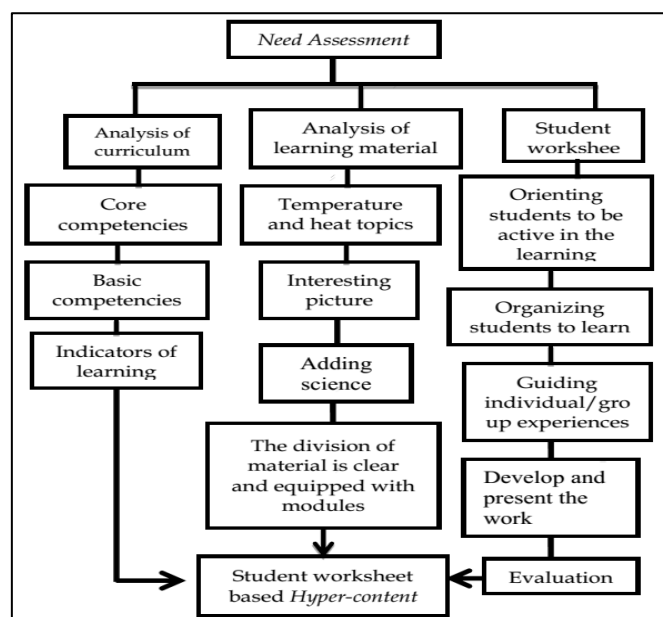 Need Assessment
Analysis of
curriculum
Core
competencies
Basic
competencies
Indicators of
learning
Analysis of
learning material
Temperature
and heat topics
Interesting
picture
Adding
science
The division of
material is clear
and equipped with
modules
Student
workshee
Orienting
students to be
active in the
learning
Organizing
students to learn
Guiding
individual/gro
up experiences
Develop and
present the
work
Evaluation
Student worksheet
based Hyper-content